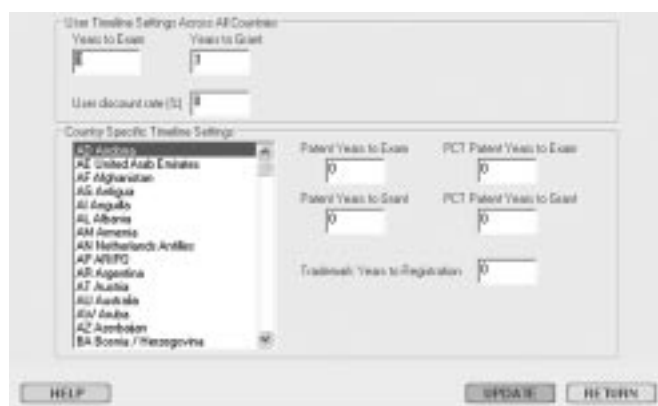 User Timeline Settings Across All Countries
Years to Exam Years to Grant
3
User discount rate (%) 8
Country Specific Timeline Settings
AD Andorra
AE United Arab Emirates
AF Afghanistan
AG Antigua
AI Anguilla
AL Albania
AM Armenia
AN Netherlands Antilles
AP ARIPO
AR Argentina
AT Austria
AU Australia
AW Aruba
AZ Azerbaijan
BA Bosnia / Herzegovina
Patent Years to Exam PCT Patent Years to Exam
0 0
Patent Years to Grant PCT Patent Years to Grant
0 0
Trademark Years to Registration 0
HELP UPDATE RETURN